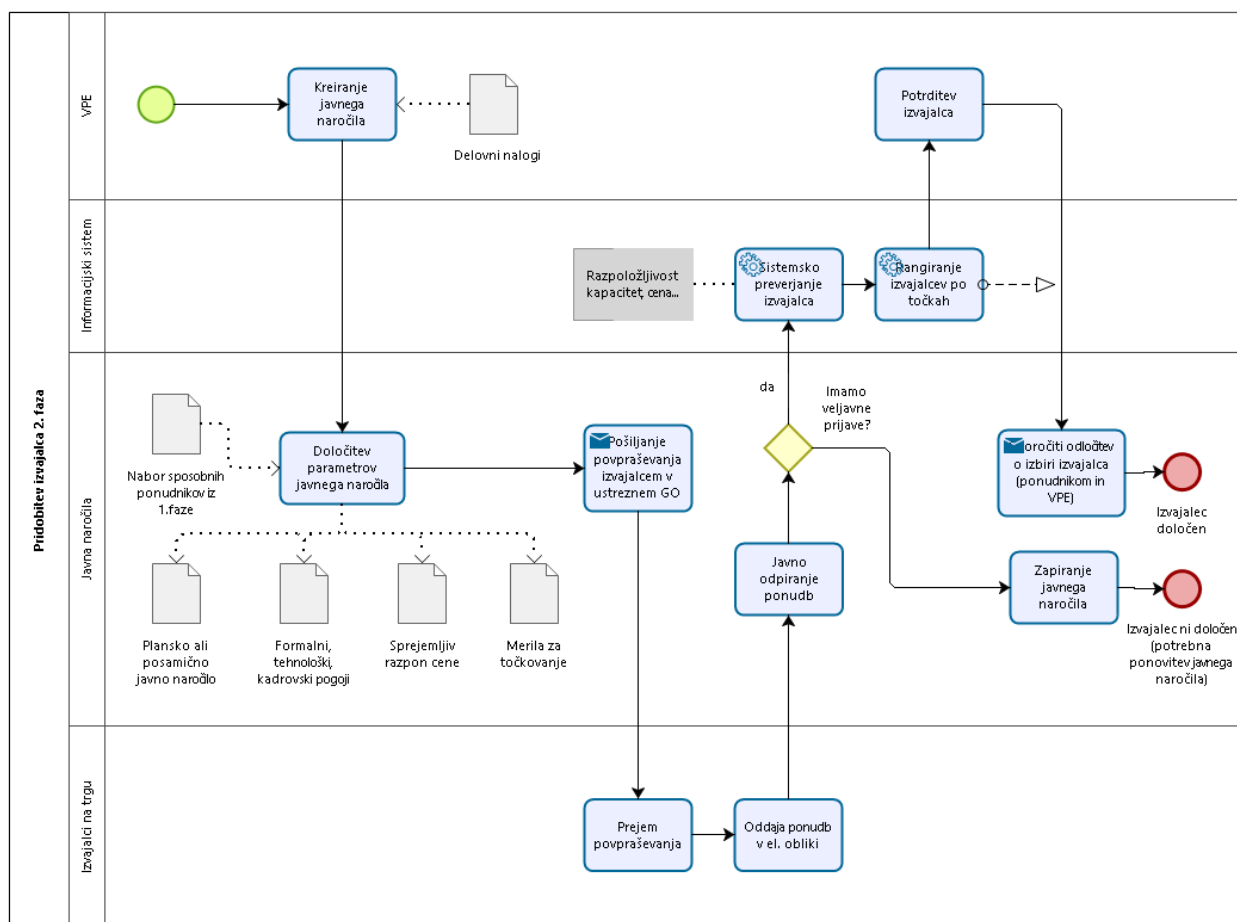 Pridobitev izvajalca 2. faza
VPE
Kreiranje
javnega
naročila
Delovni nalogi
Potrditev
izvajalca
Informacijski sistem
Razpoložljivost
kapacitet, cena...
Sistemsko
preverjanje
izvajalca
Rangiranje
izvajalcev po
točkah
Javna naročila
Nabor sposobnih
ponudnikov iz
1.faze
Določitev
parametrov
javnega naročila
Plansko ali
posamično
javno naročilo
Formalni,
tehnološki,
kadrovski pogoji
Sprejemljiv
razpon cene
Merila za
točkovanje
Pošiljanje
povpraševanja
izvajalcem v
ustreznem GO
da
Imamo
veljavne
prijave?
Javno
odpiranje
ponudb
oročiti odločitev
o izbiri izvajalca
(ponudnikom in
VPE)
Izvajalec
določen
Zapiranje
javnega
naročila
Izvajalec ni določen
(potrebna
ponovitev javnega
naročila)
Izvajalci na trgu
Prejem
povpraševanja
Oddaja ponudb
v el. obliki